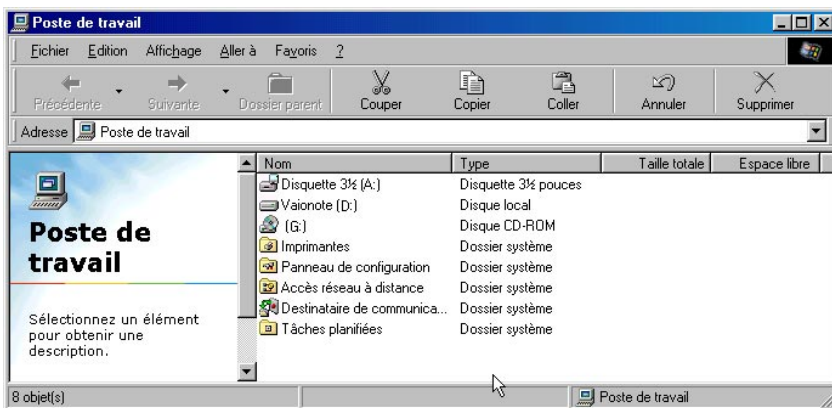 Poste de travail
Fichier Edition Affichage Aller à Favoris ?
Précédente Suivante Dossier parent Couper Copier Coller Annuler Supprimer
Adresse Poste de travail
Poste de travail
Sélectionnez un élément
pour obtenir une
description.
Nom Type Taille totale Espace libre
Disquette 3½ (A:) Disquette 3½ pouces
Vaionote (D:) Disque local
(G:) Disque CD-ROM
Imprimantes Dossier système
Panneau de configuration Dossier système
Accès réseau à distance Dossier système
Destinataire de communica... Dossier système
Tâches planifiées Dossier système
8 objet(s) Poste de travail